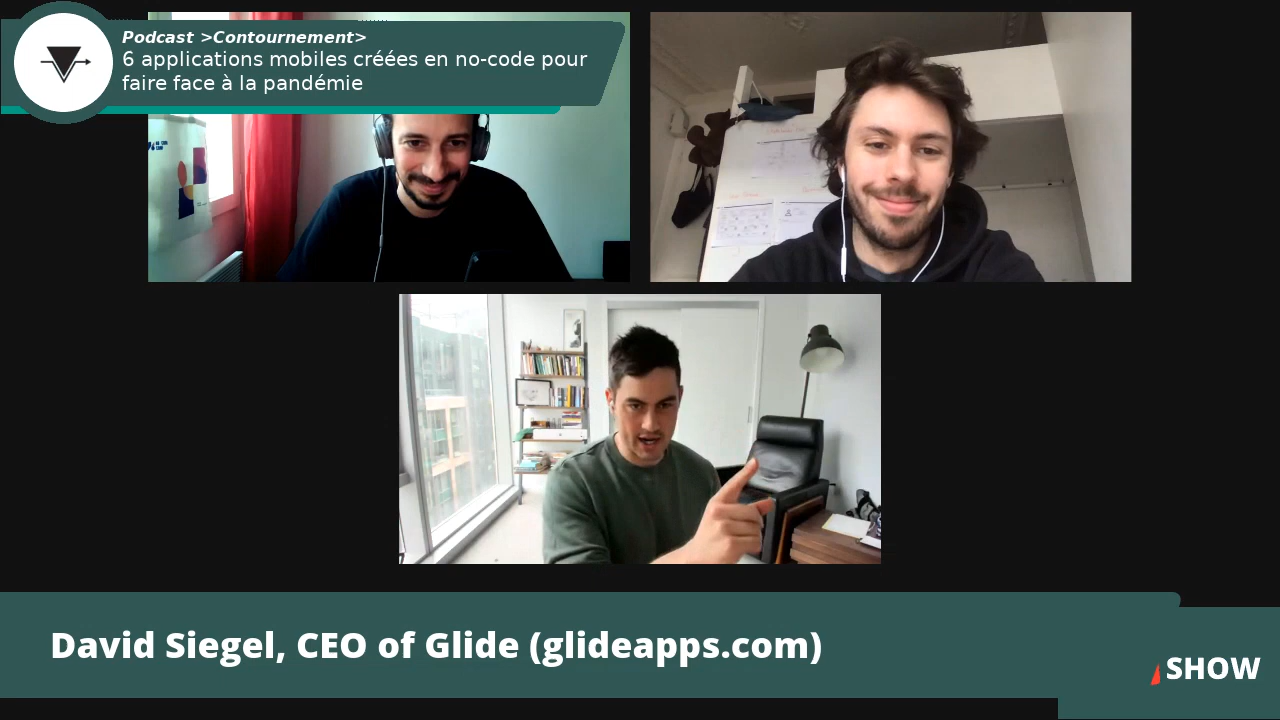 Podcast >Contournement>
6 applications mobiles créées en no-code pour
faire face à la pandémie
David Siegel, CEO of Glide (glideapps.com)
SHOW